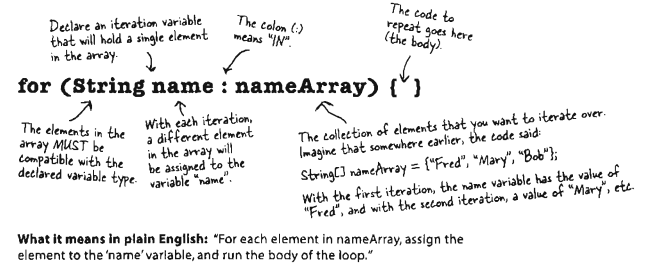 Declare an iteration variable
that will hold a single element
in the array.
The colon (:)
means "IN".
The code to
repeat goes here
(the body).
for (String name : nameArray) { }
The elements in the
array MUST be
compatible with the
declared variable type.
With each iteration,
a different element
in the array will
be assigned to the
variable "name".
The collection of elements that you want to iterate over.
Imagine that somewhere earlier, the code said:
String[] nameArray = {"Fred", "Mary", "Bob"};
With the first iteration, the name variable has the value of
"Fred", and with the second iteration, a value of "Mary", etc.
What it means in plain English: "For each element in nameArray, assign the
element to the 'name' variable, and run the body of the loop."